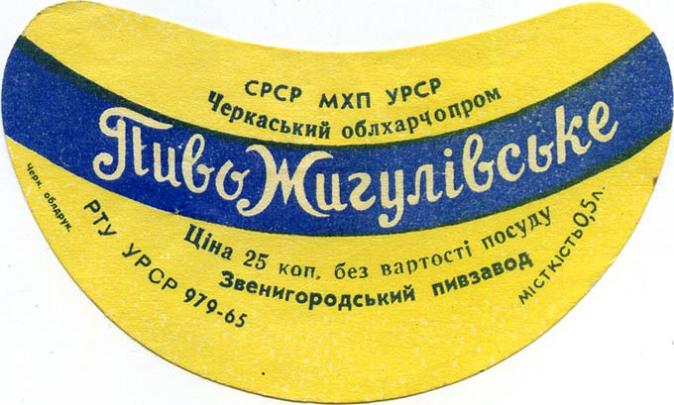 СРСР МХП УРСР
Черкаський облхарчопром
Пиво Жигулівське
Ціна 25 коп. без вартості посуду
Звенигородський пивзавод
Черк. облдрук.
РТУ УРСР 979-65
МІСТКІСТЬ 0,5 л.